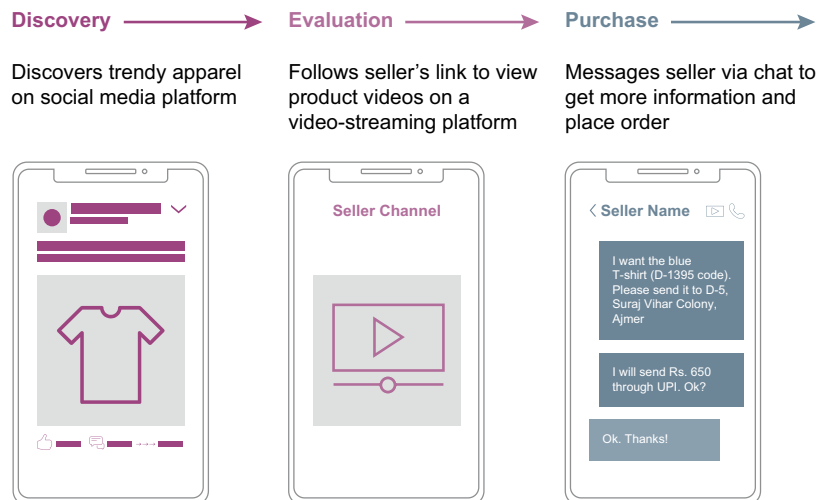 Discovery
Discovers trendy apparel
on social media platform
Evaluation
Follows seller’s link to view
product videos on a
video-streaming platform
Purchase
Messages seller via chat to
get more information and
place order
Seller Channel
Seller Name
I want the blue
T-shirt (D-1395 code).
Please send it to D-5,
Suraj Vihar Colony,
Ajmer
I will send Rs. 650
through UPI. Ok?
Ok. Thanks!